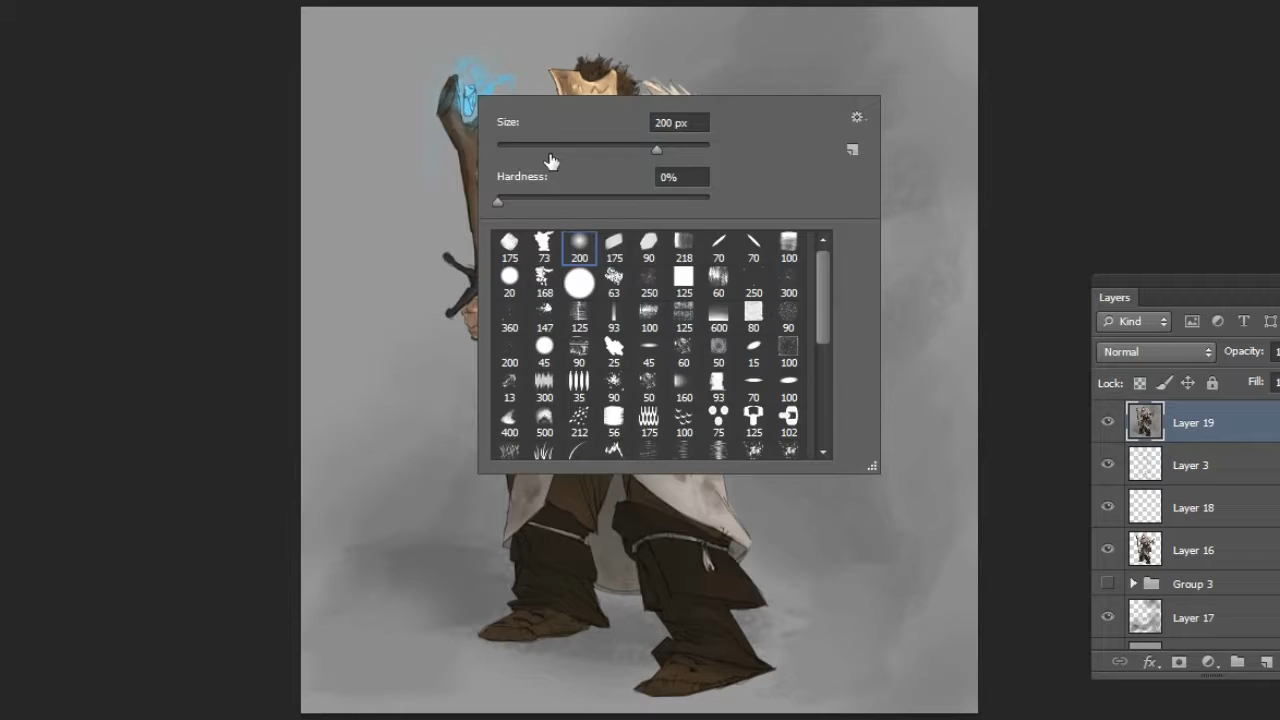 Size:
200 px
Hardness:
0%
175 73 200 175 90 218 70 70 100
20 168 63 250 125 60 250 300
360 147 125 93 100 125 600 80 90
200 45 90 25 45 60 50 15 100
13 300 35 90 50 160 93 70 100
400 500 212 56 175 100 75 125 102
Layers
Kind
Normal
Opacity:
Lock:
Fill:
Layer 19
Layer 3
Layer 18
Layer 16
Group 3
Layer 17
fx